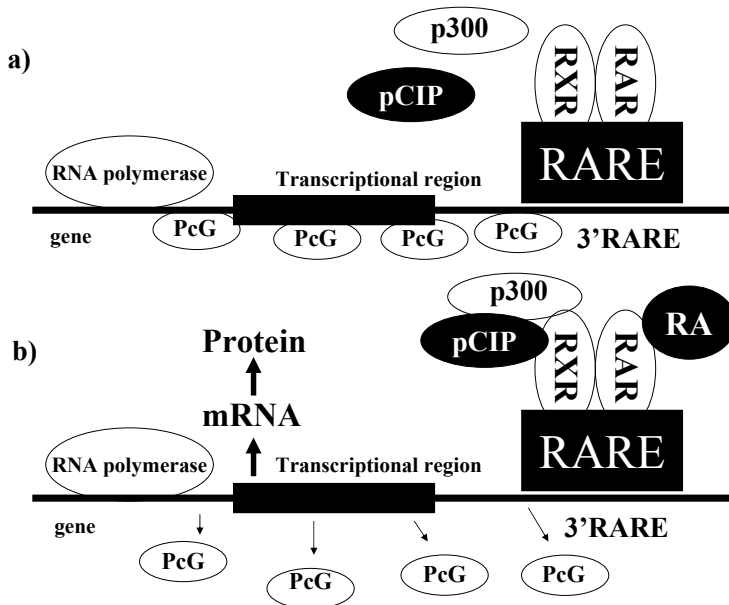 a)
p300
pCIP
RXR
RAR
RARE
RNA polymerase
Transcriptional region
gene
PcG
PcG
PcG
PcG
3'RARE
b)
p300
pCIP
RXR
RAR
RA
Protein
mRNA
RNA polymerase
Transcriptional region
RARE
gene
3'RARE
PcG
PcG
PcG
PcG